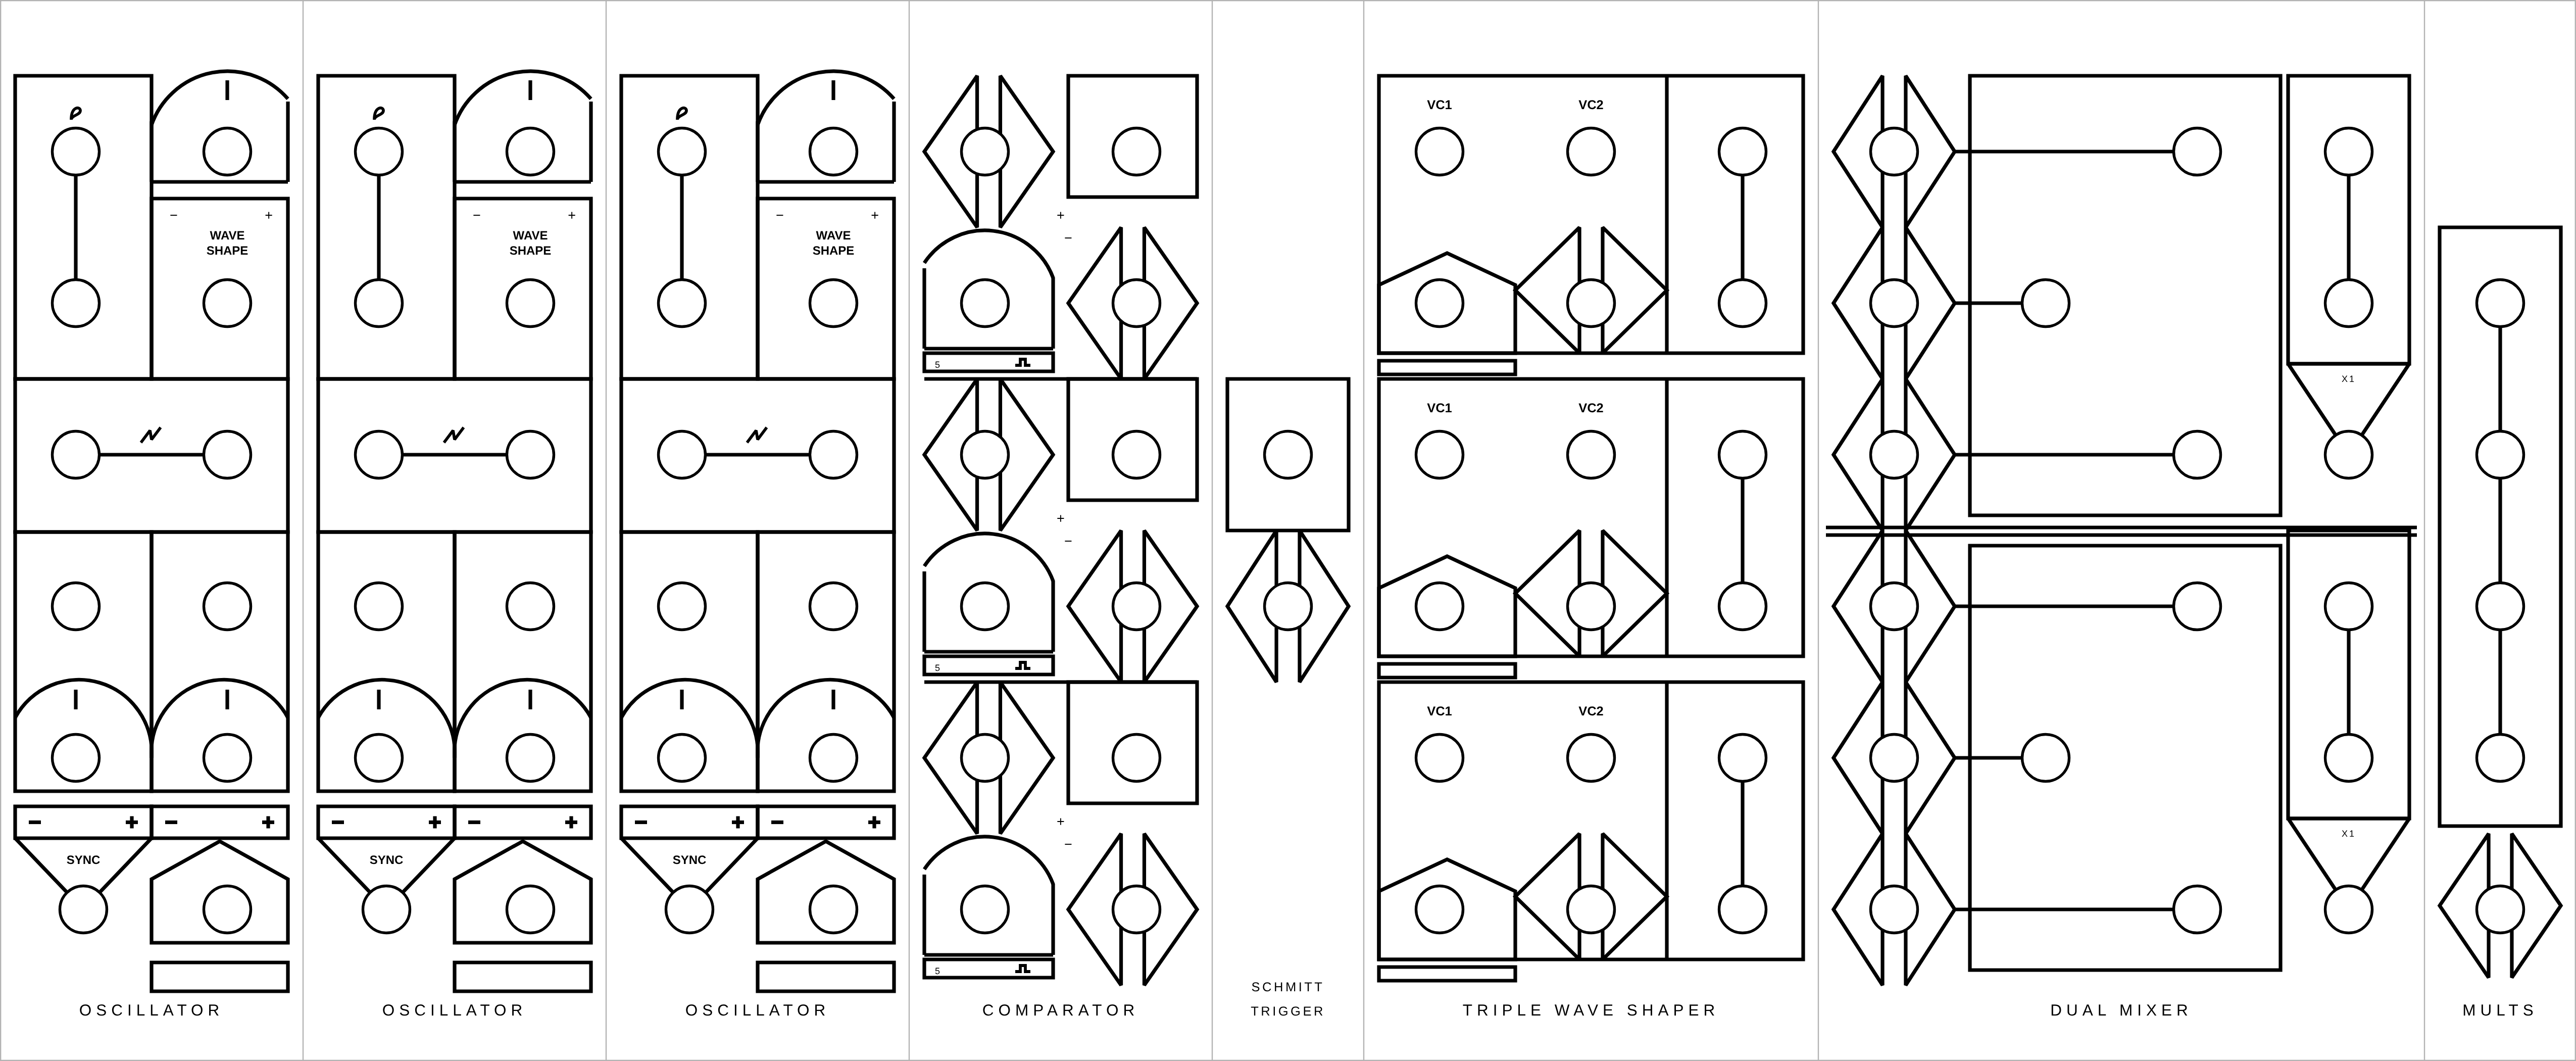 − +
WAVE
SHAPE
− + − +
SYNC
OSCILLATOR
− +
WAVE
SHAPE
− + − +
SYNC
OSCILLATOR
− +
WAVE
SHAPE
− + − +
SYNC
OSCILLATOR
+
−
5
+
−
5
+
−
5
COMPARATOR
SCHMITT
TRIGGER
VC1 VC2
VC1 VC2
VC1 VC2
TRIPLE WAVE SHAPER
X1
X1
DUAL MIXER
MULTS